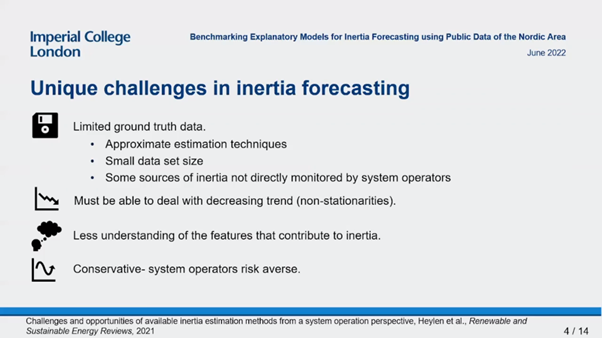 Imperial College
London
Benchmarking Explanatory Models for Inertia Forecasting using Public Data of the Nordic Area
June 2022
Unique challenges in inertia forecasting
Limited ground truth data.
• Approximate estimation techniques
• Small data set size
• Some sources of inertia not directly monitored by system operators
Must be able to deal with decreasing trend (non-stationarities).
Less understanding of the features that contribute to inertia.
Conservative- system operators risk averse.
Challenges and opportunities of available inertia estimation methods from a system operation perspective, Heylen et al., Renewable and
Sustainable Energy Reviews, 2021
4 / 14